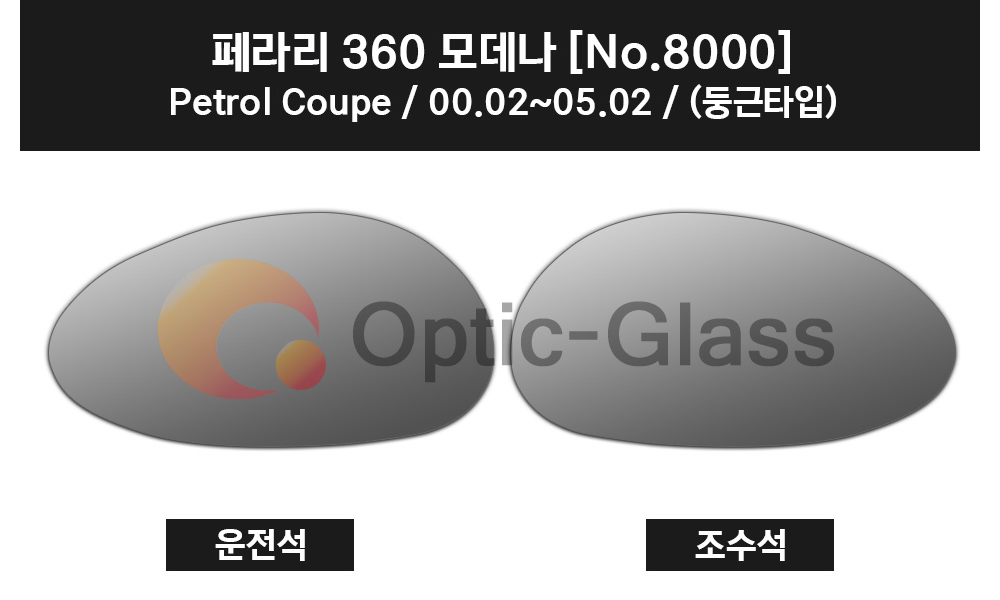 페라리 360 모데나 [No.8000]
Petrol Coupe / 00.02~05.02 / (둥근타입)
Optic-Glass
운전석
조수석